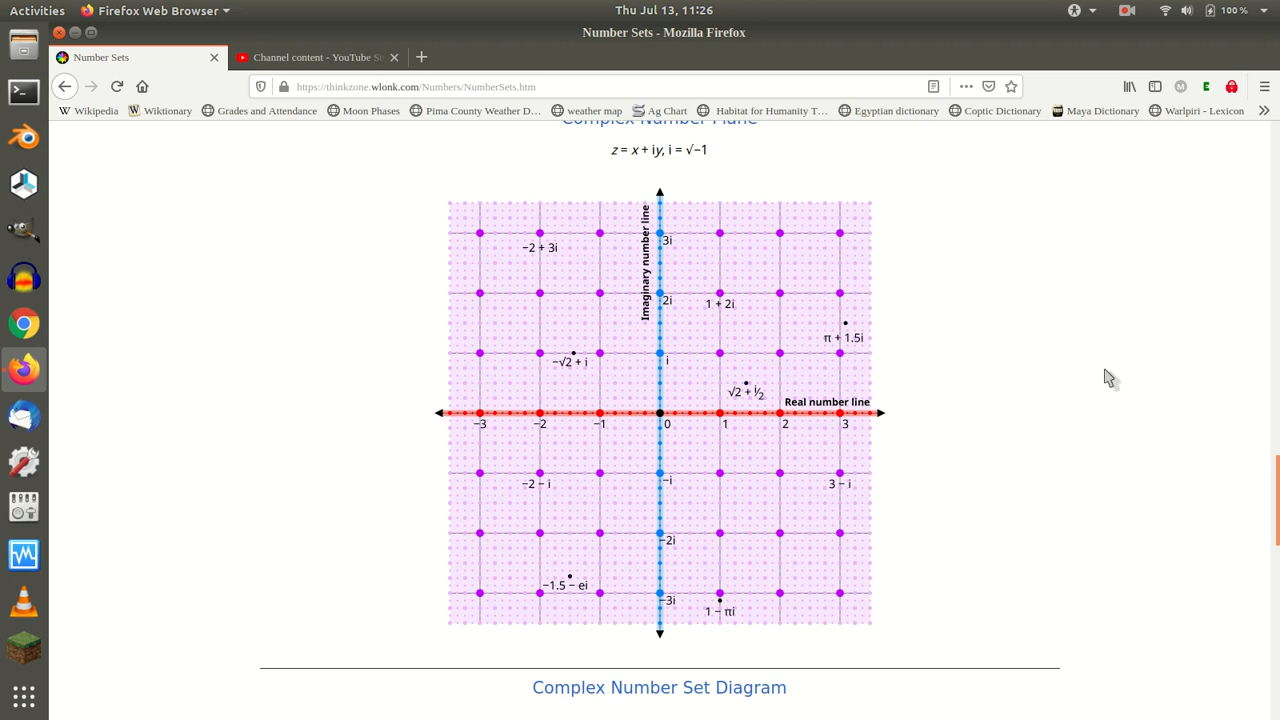 Activities Firefox Web Browser Thu Jul 13, 11:26 100 %
Number Sets - Mozilla Firefox
Number Sets Channel content - YouTube
https://thinkzone.wlonk.com/Numbers/NumberSets.htm
Wikipedia Wiktionary Grades and Attendance Moon Phases Pima County Weather D… weather map Ag Chart Habitat for Humanity T… Egyptian dictionary Coptic Dictionary Maya Dictionary Warlpiri - Lexicon
Complex Number Plane
z = x + iy, i = √−1
Imaginary number line
3i
−2 + 3i
2i
1 + 2i
π + 1.5i
i
−√2 + i
√2 + i⁄2
Real number line
−3 −2 −1 0 1 2 3
−i
−2 − i 3 − i
−2i
−1.5 − ei
−3i
1 − πi
Complex Number Set Diagram